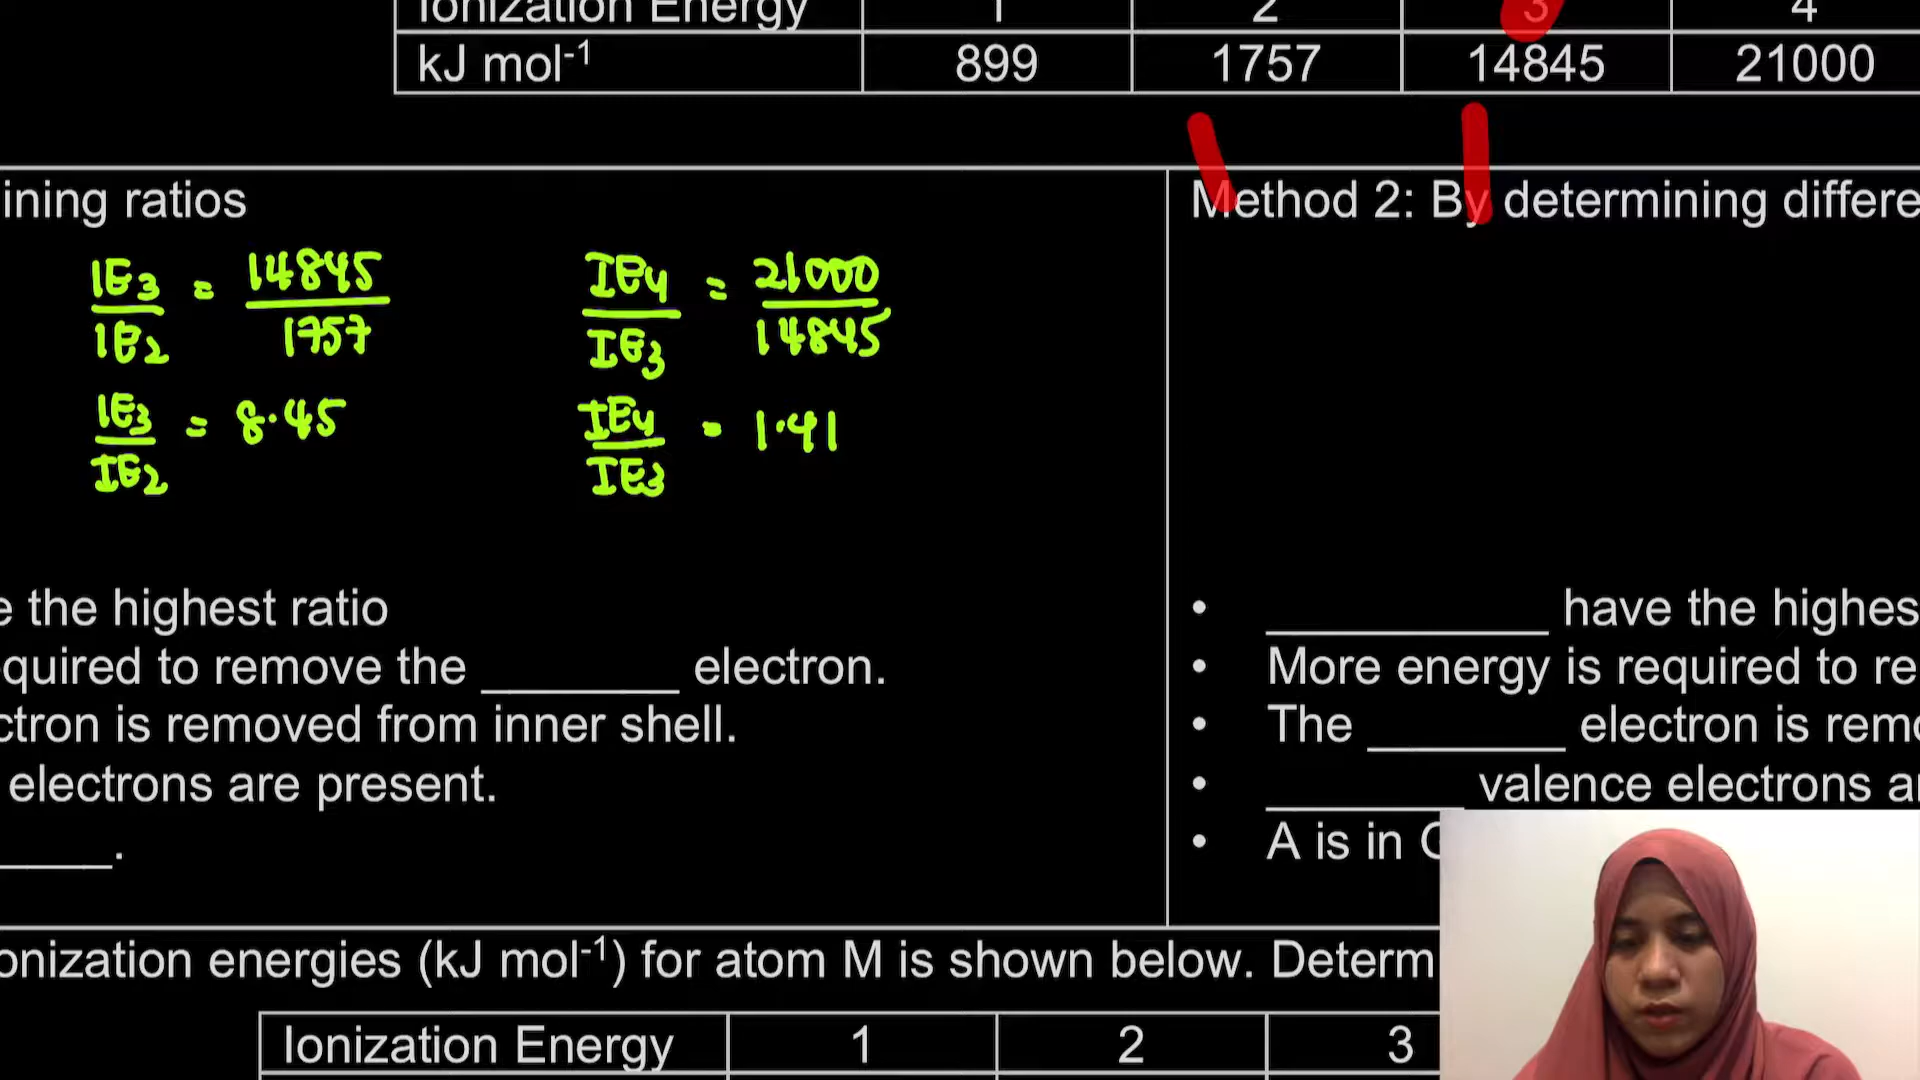 Ionization Energy 1 2 3 4
kJ mol⁻¹ 899 1757 14845 21000
ining ratios
IE3/IE2 = 14845/1757
IE4/IE3 = 21000/14845
IE3/IE2 = 8.45
IE4/IE3 = 1.41
e the highest ratio
quired to remove the ________ electron.
ctron is removed from inner shell.
electrons are present.
_____.
Method 2: By determining differe
• ___________ have the highes
• More energy is required to re
• The ________ electron is remo
• ________ valence electrons a
• A is in
onization energies (kJ mol⁻¹) for atom M is shown below. Determ
Ionization Energy 1 2 3